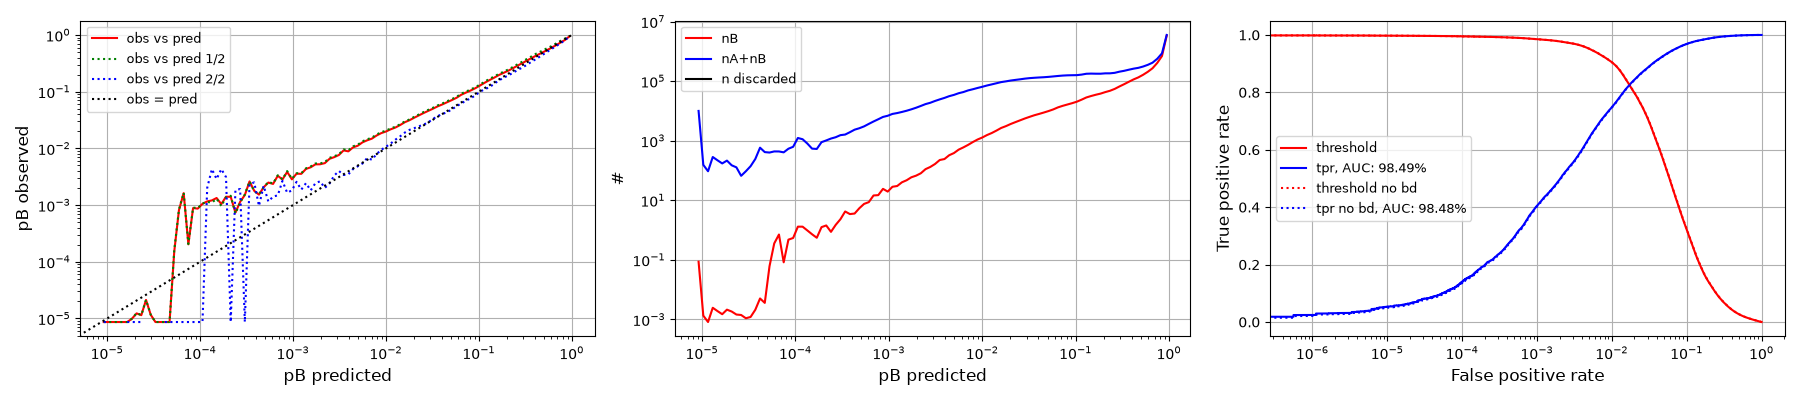 obs vs pred
obs vs pred 1/2
obs vs pred 2/2
obs = pred
10⁰
10⁻¹
10⁻²
10⁻³
10⁻⁴
10⁻⁵
pB observed
10⁻⁵ 10⁻⁴ 10⁻³ 10⁻² 10⁻¹ 10⁰
pB predicted
nB
nA+nB
n discarded
10⁷
10⁵
10³
10¹
10⁻¹
10⁻³
#
10⁻⁵ 10⁻⁴ 10⁻³ 10⁻² 10⁻¹ 10⁰
pB predicted
threshold
tpr, AUC: 98.49%
threshold no bd
tpr no bd, AUC: 98.48%
1.0
0.8
0.6
0.4
0.2
0.0
True positive rate
10⁻⁶ 10⁻⁵ 10⁻⁴ 10⁻³ 10⁻² 10⁻¹ 10⁰
False positive rate